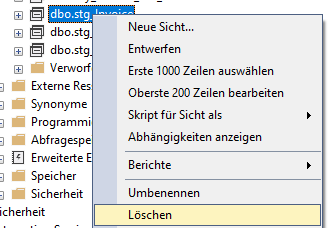 dbo.stg_Invoice
dbo.stg_
dbo.stg_
Verworf
Externe Res
Synonyme
Programmi
Abfragespe
Erweiterte E
Speicher
Sicherheit
icherheit
Neue Sicht...
Entwerfen
Erste 1000 Zeilen auswählen
Oberste 200 Zeilen bearbeiten
Skript für Sicht als
Abhängigkeiten anzeigen
Berichte
Umbenennen
Löschen